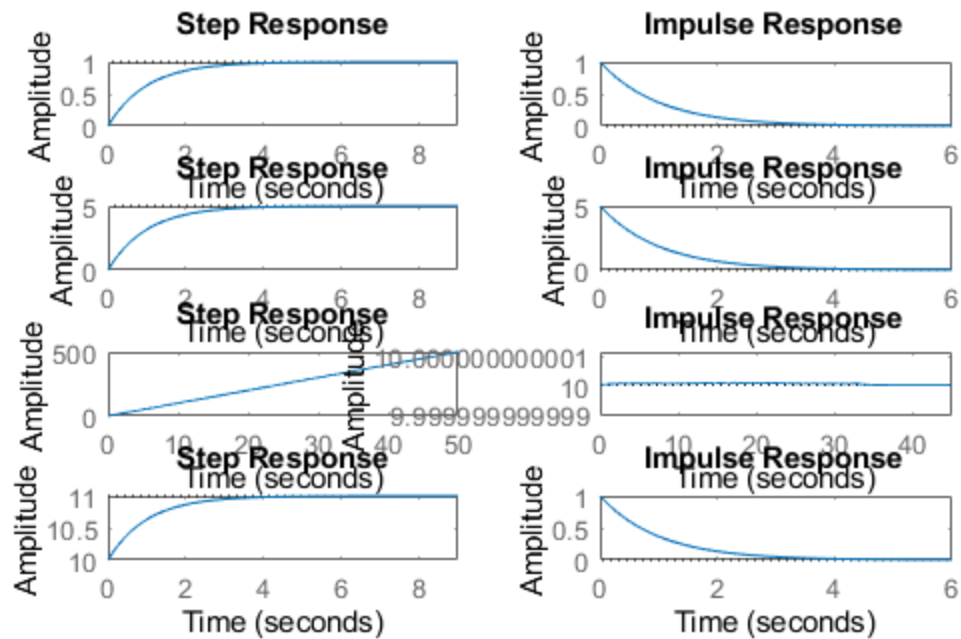 Step Response
Amplitude
1
0.5
0
0 2 4 6 8
Time (seconds)
Impulse Response
Amplitude
1
0.5
0
0 2 4 6
Time (seconds)
Step Response
Amplitude
5
0
0 2 4 6 8
Time (seconds)
Impulse Response
Amplitude
5
0
0 2 4 6
Time (seconds)
Step Response
Amplitude
500
0
0 10 20 30 40 50
Time (seconds)
Impulse Response
Amplitude
10.000000000001
10
9.999999999999
0 10 20 30 40
Time (seconds)
Step Response
Amplitude
11
10.5
10
0 2 4 6 8
Time (seconds)
Impulse Response
Amplitude
1
0.5
0
0 2 4 6
Time (seconds)